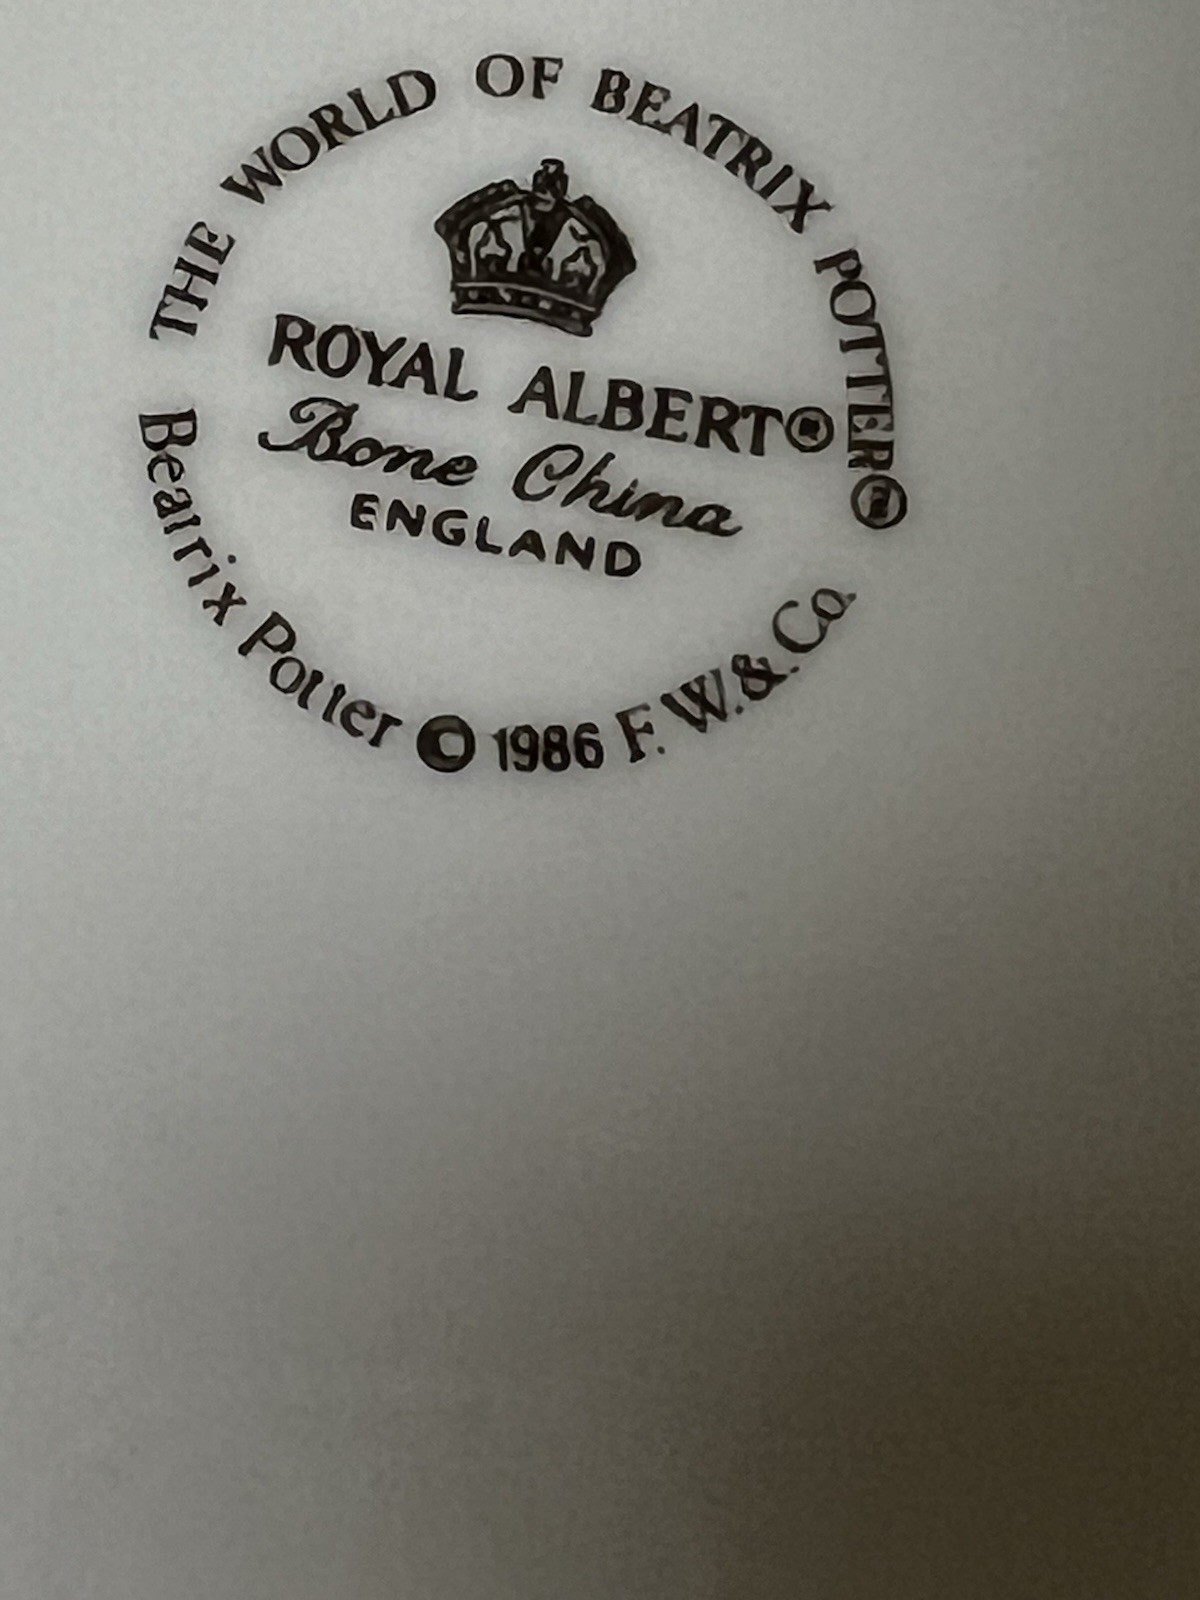 THE WORLD OF BEATRIX POTTER®
ROYAL ALBERT®
Bone China
ENGLAND
Beatrix Potter © 1986 F. W. & Co.